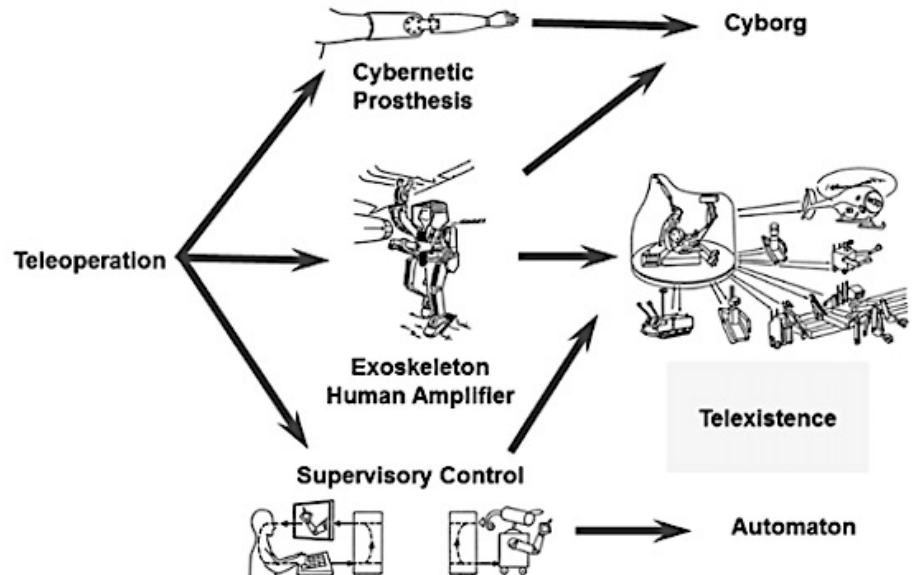 Cyborg
Cybernetic
Prosthesis
Teleoperation
Exoskeleton
Human Amplifier
Telexistence
Supervisory Control
Automaton